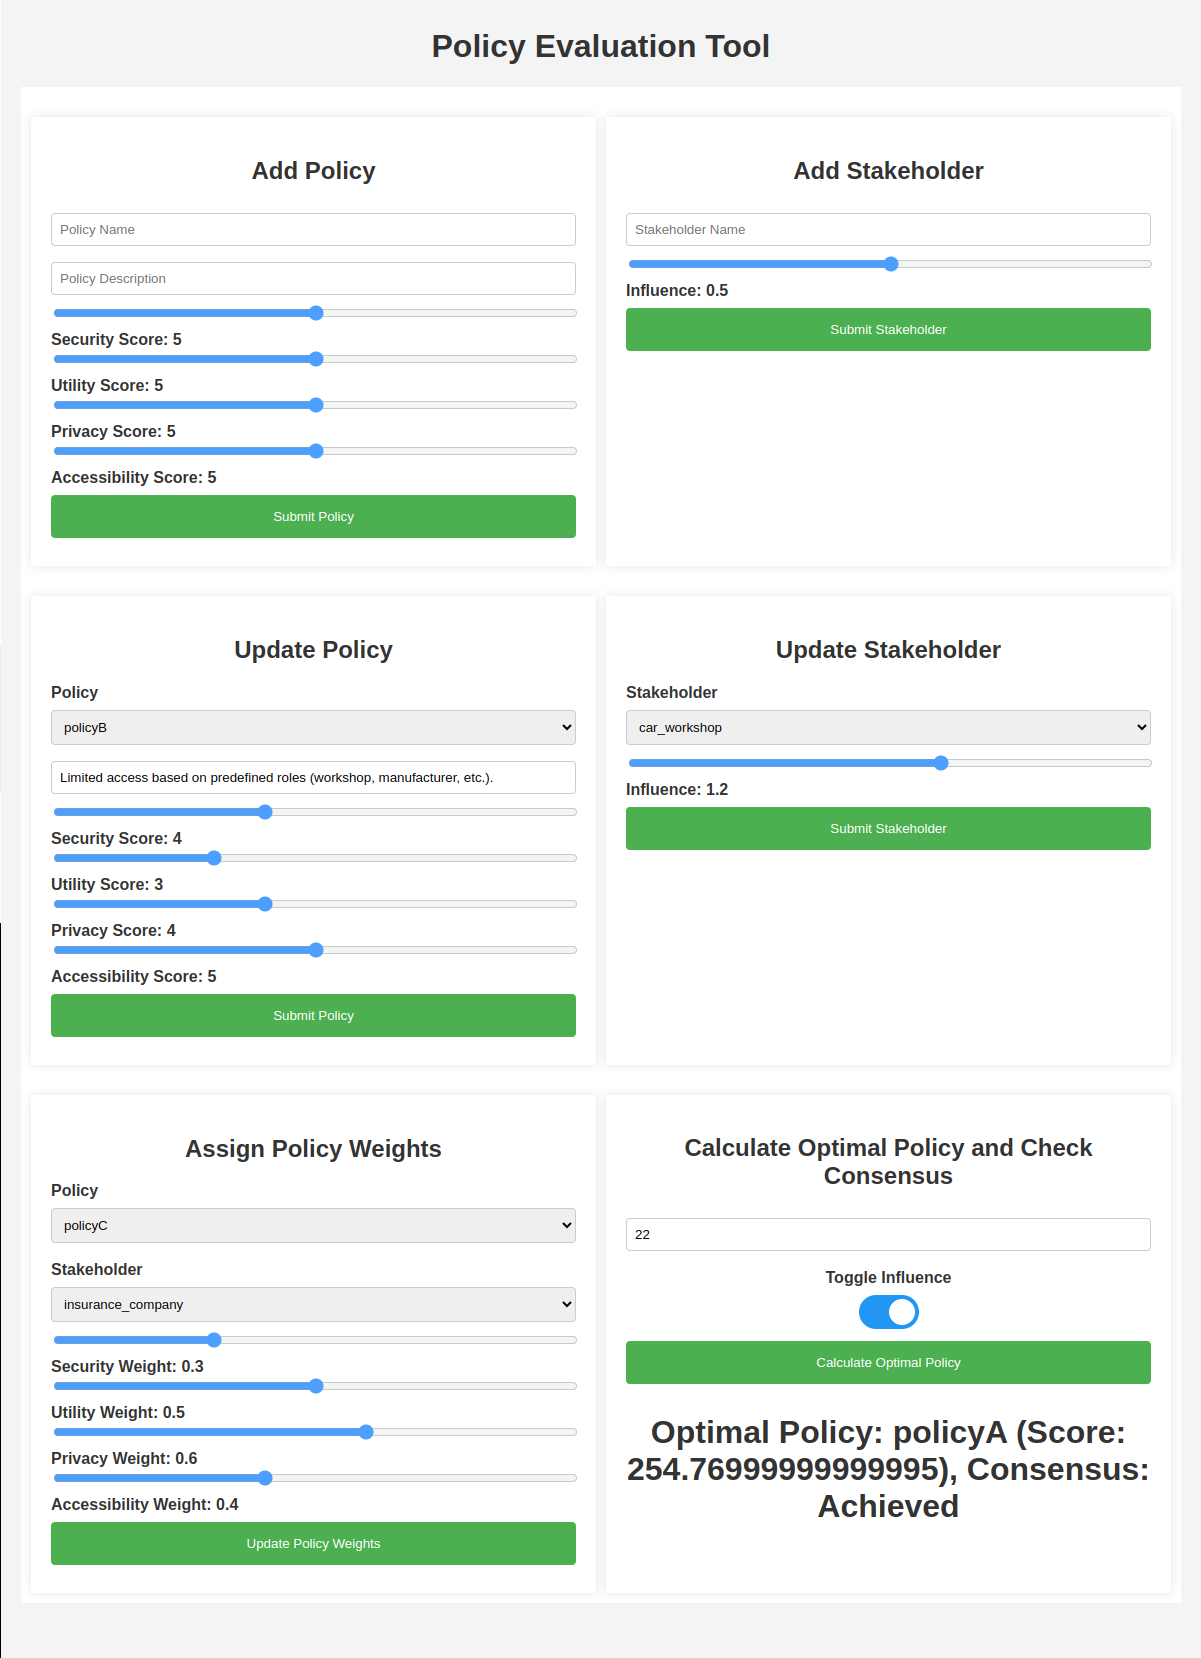 Policy Evaluation Tool
Add Policy
Policy Name
Policy Description
Security Score: 5
Utility Score: 5
Privacy Score: 5
Accessibility Score: 5
Submit Policy
Add Stakeholder
Stakeholder Name
Influence: 0.5
Submit Stakeholder
Update Policy
Policy
policyB
Limited access based on predefined roles (workshop, manufacturer, etc.).
Security Score: 4
Utility Score: 3
Privacy Score: 4
Accessibility Score: 5
Submit Policy
Update Stakeholder
Stakeholder
car_workshop
Influence: 1.2
Submit Stakeholder
Assign Policy Weights
Policy
policyC
Stakeholder
insurance_company
Security Weight: 0.3
Utility Weight: 0.5
Privacy Weight: 0.6
Accessibility Weight: 0.4
Update Policy Weights
Calculate Optimal Policy and Check
Consensus
22
Toggle Influence
Calculate Optimal Policy
Optimal Policy: policyA (Score:
254.76999999999995), Consensus:
Achieved